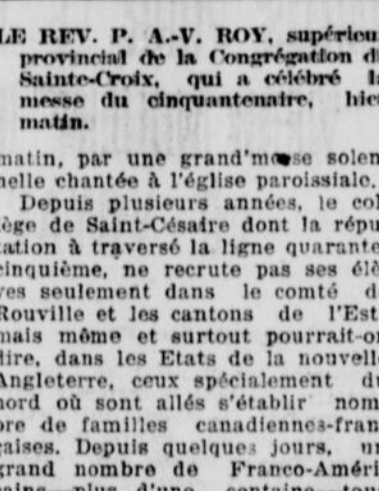 LE REV. P. A.-V. ROY, supérieu
provincial de la Congrégation d
Sainte-Croix, qui a célébré l
messe du cinquantenaire, hie
matin.
matin, par une grand'messe solen
nelle chantée à l'église paroissiale.
Depuis plusieurs années, le col
lège de Saint-Césaire dont la répu
tation à traversé la ligne quarante
cinquième, ne recrute pas ses élè
ves seulement dans le comté d
Rouville et les cantons de l'Est
mais même et surtout pourrait-o
dire, dans les Etats de la nouvell
Angleterre, ceux spécialement d
nord où sont allés s'établir nom
bre de familles canadiennes-fran
çaises. Depuis quelques jours, u
grand nombre de Franco-Améri
cains—plus d'une centaine—